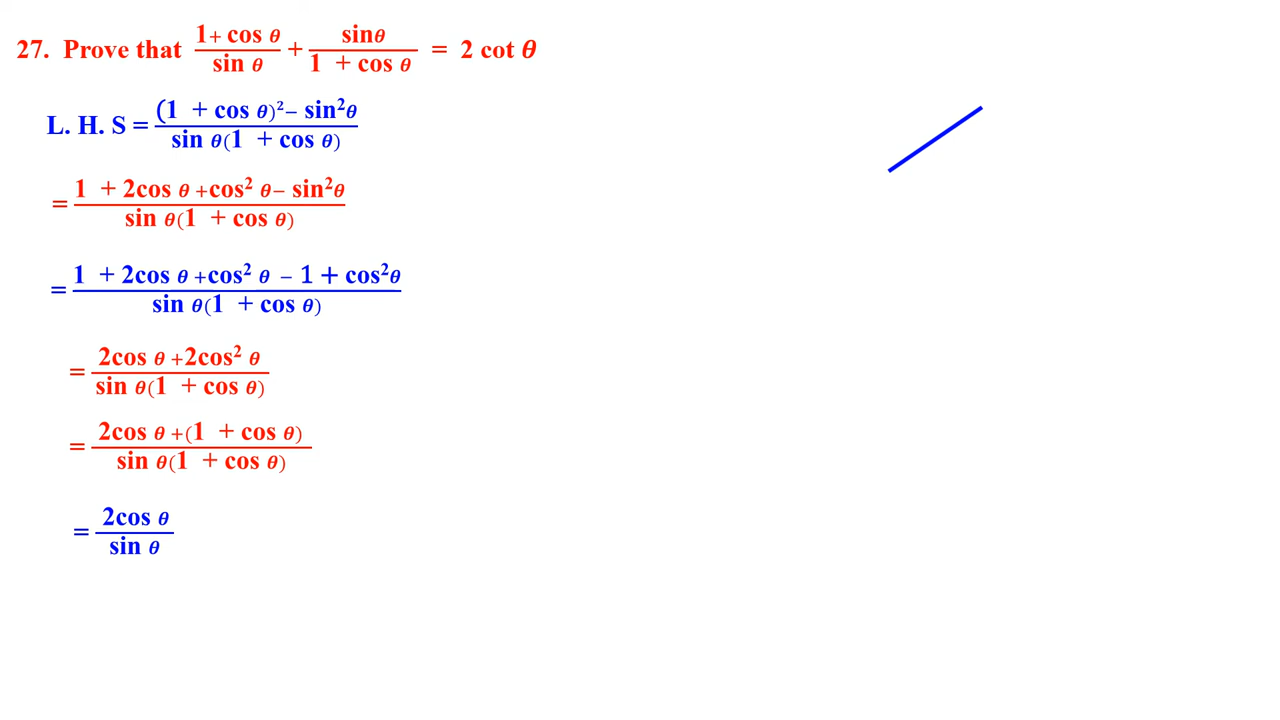 27. Prove that (1+ cos θ)/(sin θ) + (sinθ)/(1 + cos θ) = 2 cot θ
L. H. S = ((1 + cos θ)² − sin²θ)/(sin θ(1 + cos θ))
= (1 + 2cos θ +cos² θ − sin²θ)/(sin θ(1 + cos θ))
= (1 + 2cos θ +cos² θ − 1 + cos²θ)/(sin θ(1 + cos θ))
= (2cos θ +2cos² θ)/(sin θ(1 + cos θ))
= (2cos θ +(1 + cos θ))/(sin θ(1 + cos θ))
= (2cos θ)/(sin θ)